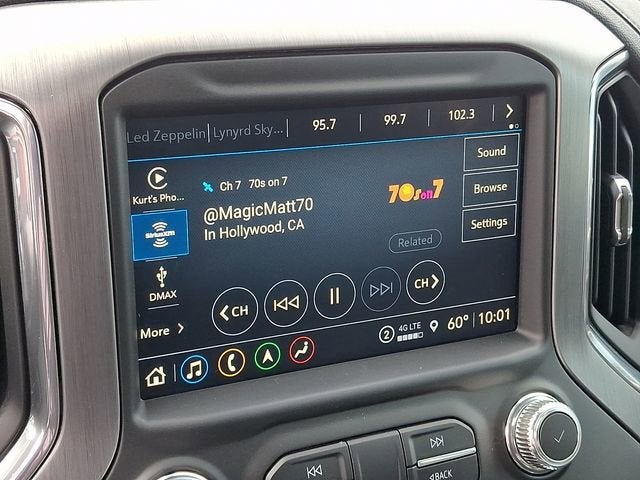 Led Zeppelin Lynyrd Sky... 95.7 99.7 102.3
Sound
Ch 7 70s on 7
Kurt's Pho...
70s on 7
Browse
@MagicMatt70
In Hollywood, CA
SiriusXM
Related
Settings
DMAX
CH CH
More
2 4G LTE 60° 10:01
BACK